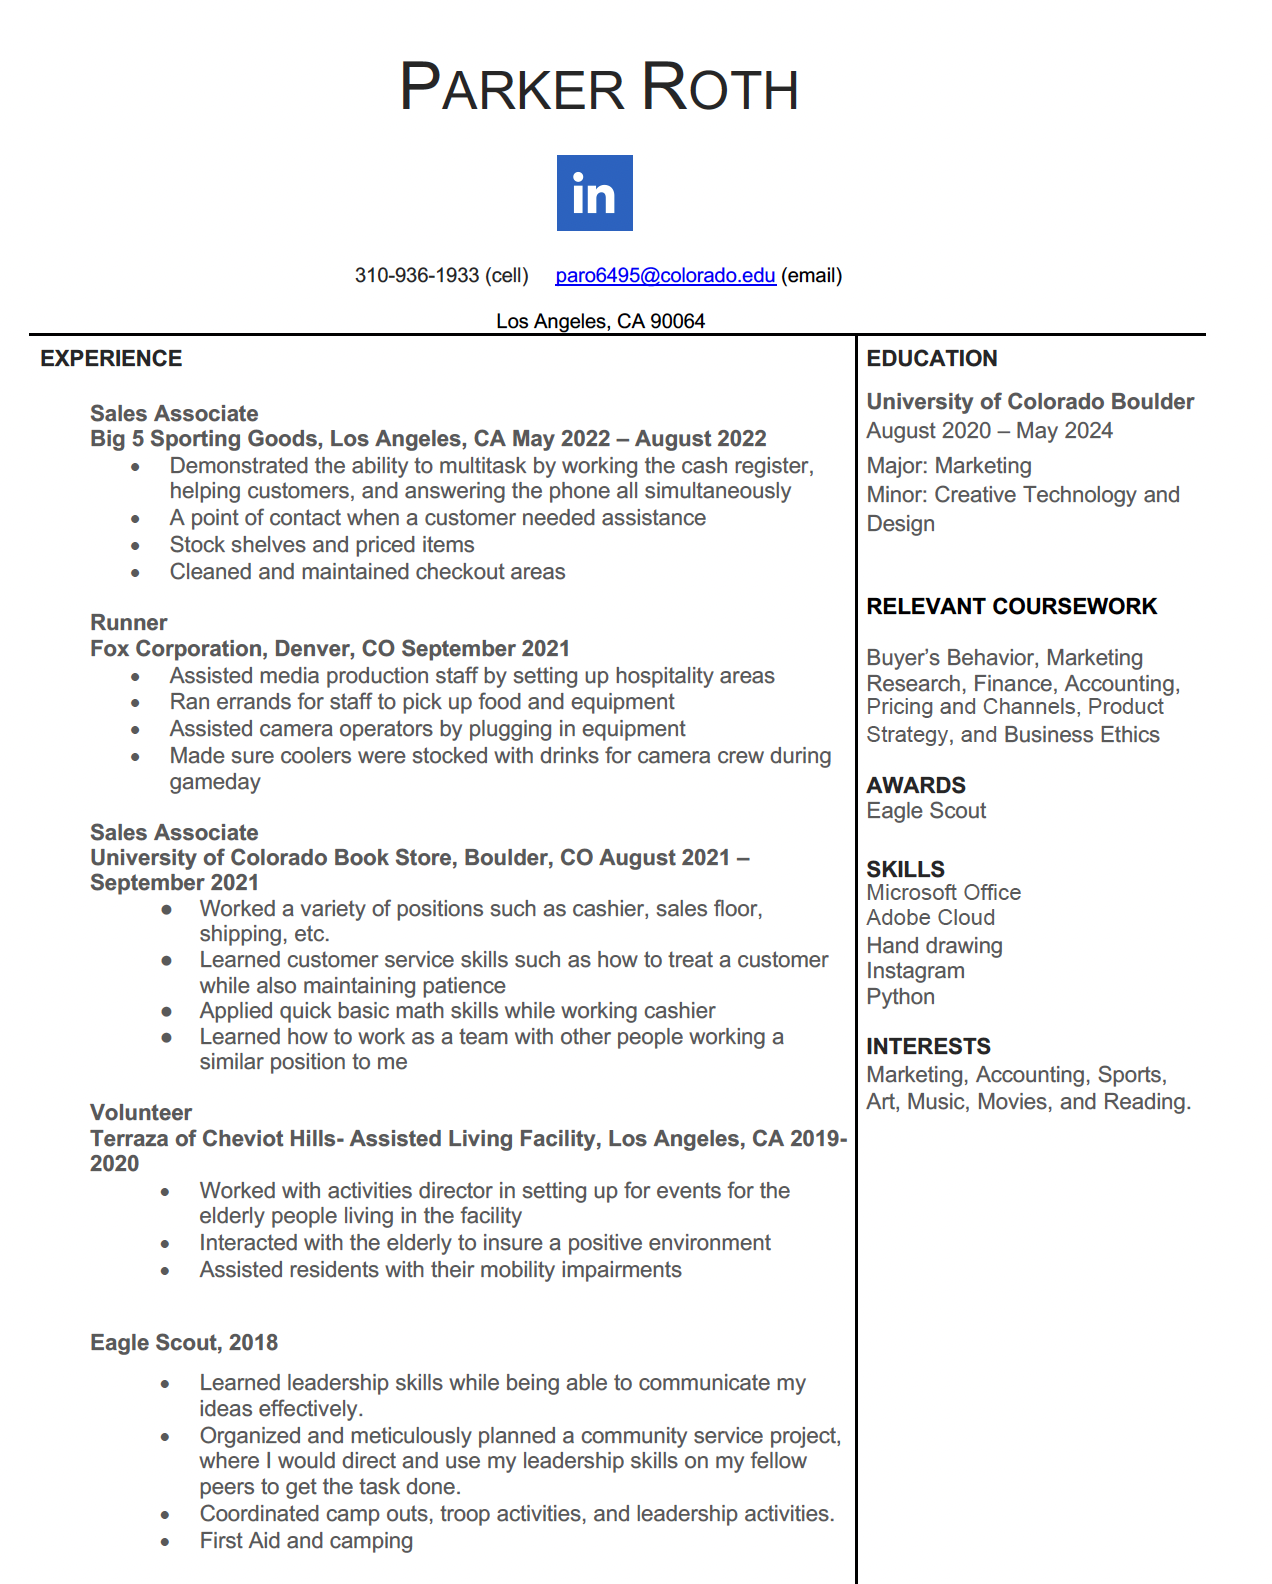 PARKER ROTH
in
310-936-1933 (cell) paro6495@colorado.edu (email)
Los Angeles, CA 90064
EXPERIENCE
Sales Associate
Big 5 Sporting Goods, Los Angeles, CA May 2022 – August 2022
• Demonstrated the ability to multitask by working the cash register,
helping customers, and answering the phone all simultaneously
• A point of contact when a customer needed assistance
• Stock shelves and priced items
• Cleaned and maintained checkout areas
Runner
Fox Corporation, Denver, CO September 2021
• Assisted media production staff by setting up hospitality areas
• Ran errands for staff to pick up food and equipment
• Assisted camera operators by plugging in equipment
• Made sure coolers were stocked with drinks for camera crew during
gameday
Sales Associate
University of Colorado Book Store, Boulder, CO August 2021 –
September 2021
● Worked a variety of positions such as cashier, sales floor,
shipping, etc.
● Learned customer service skills such as how to treat a customer
while also maintaining patience
● Applied quick basic math skills while working cashier
● Learned how to work as a team with other people working a
similar position to me
Volunteer
Terraza of Cheviot Hills- Assisted Living Facility, Los Angeles, CA 2019-
2020
• Worked with activities director in setting up for events for the
elderly people living in the facility
• Interacted with the elderly to insure a positive environment
• Assisted residents with their mobility impairments
Eagle Scout, 2018
• Learned leadership skills while being able to communicate my
ideas effectively.
• Organized and meticulously planned a community service project,
where I would direct and use my leadership skills on my fellow
peers to get the task done.
• Coordinated camp outs, troop activities, and leadership activities.
• First Aid and camping
EDUCATION
University of Colorado Boulder
August 2020 – May 2024
Major: Marketing
Minor: Creative Technology and
Design
RELEVANT COURSEWORK
Buyer’s Behavior, Marketing
Research, Finance, Accounting,
Pricing and Channels, Product
Strategy, and Business Ethics
AWARDS
Eagle Scout
SKILLS
Microsoft Office
Adobe Cloud
Hand drawing
Instagram
Python
INTERESTS
Marketing, Accounting, Sports,
Art, Music, Movies, and Reading.